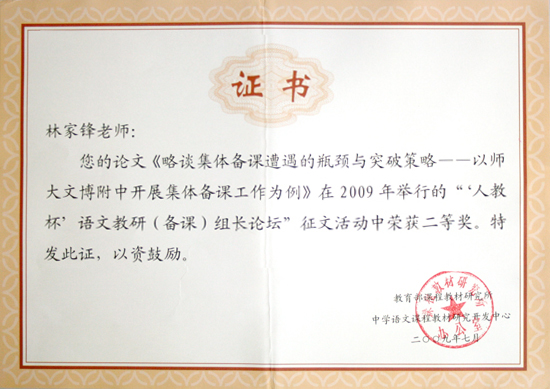 证书
林家锋老师：
您的论文《略谈集体备课遭遇的瓶颈与突破策略——以师
大文博附中开展集体备课工作为例》在2009年举行的“‘人教
杯’语文教研（备课）组长论坛”征文活动中荣获二等奖。特
发此证，以资鼓励。
教育部课程教材研究所
中学语文课程教材研究开发中心
二〇〇九年七月